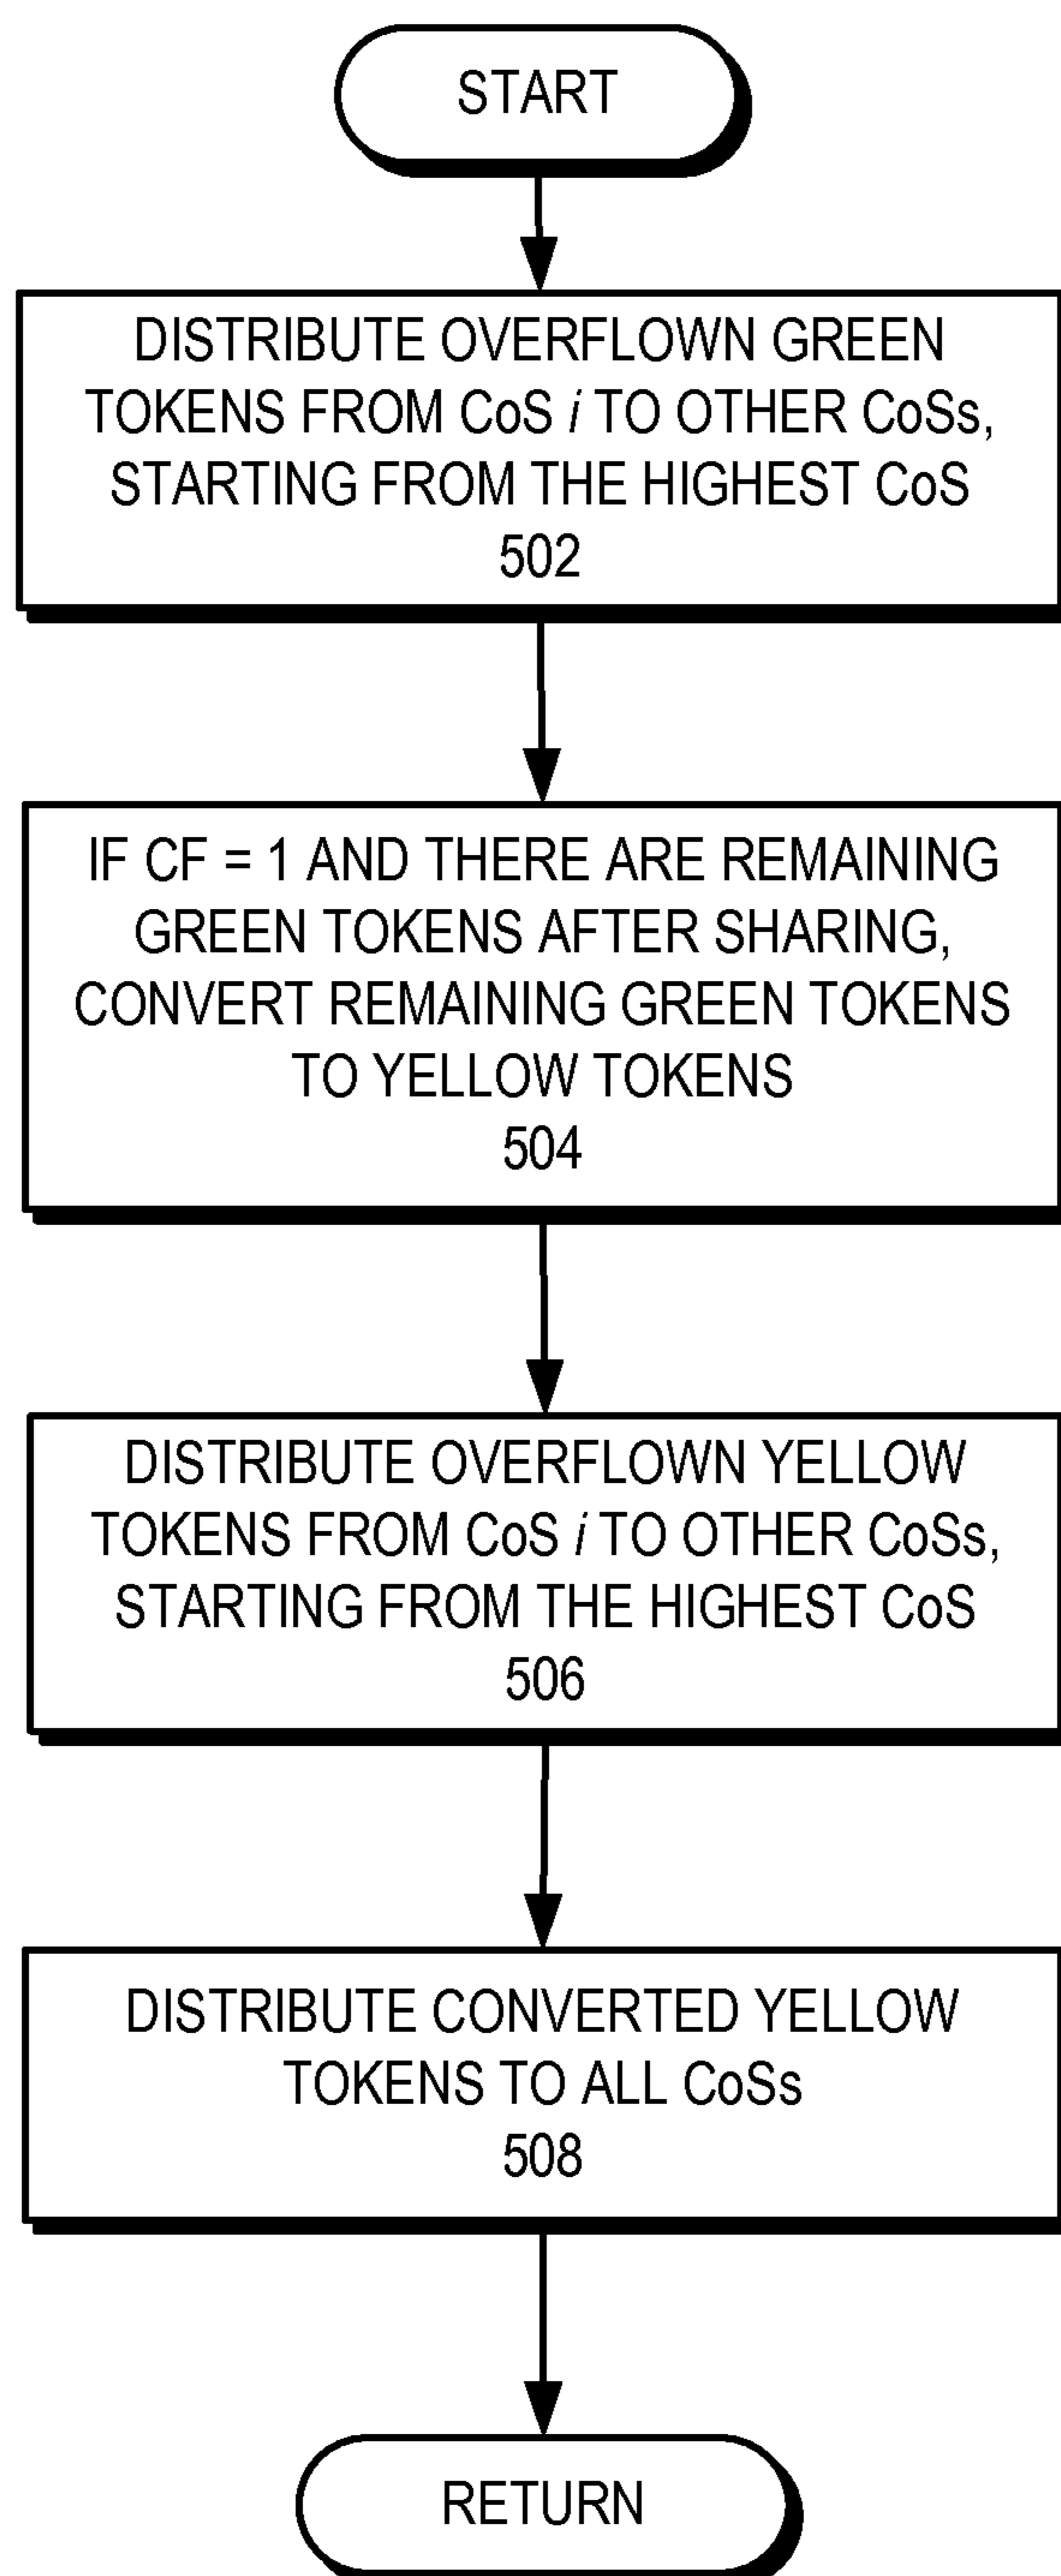 START
DISTRIBUTE OVERFLOWN GREEN
TOKENS FROM CoS i TO OTHER CoSs,
STARTING FROM THE HIGHEST CoS
502
IF CF = 1 AND THERE ARE REMAINING
GREEN TOKENS AFTER SHARING,
CONVERT REMAINING GREEN TOKENS
TO YELLOW TOKENS
504
DISTRIBUTE OVERFLOWN YELLOW
TOKENS FROM CoS i TO OTHER CoSs,
STARTING FROM THE HIGHEST CoS
506
DISTRIBUTE CONVERTED YELLOW
TOKENS TO ALL CoSs
508
RETURN